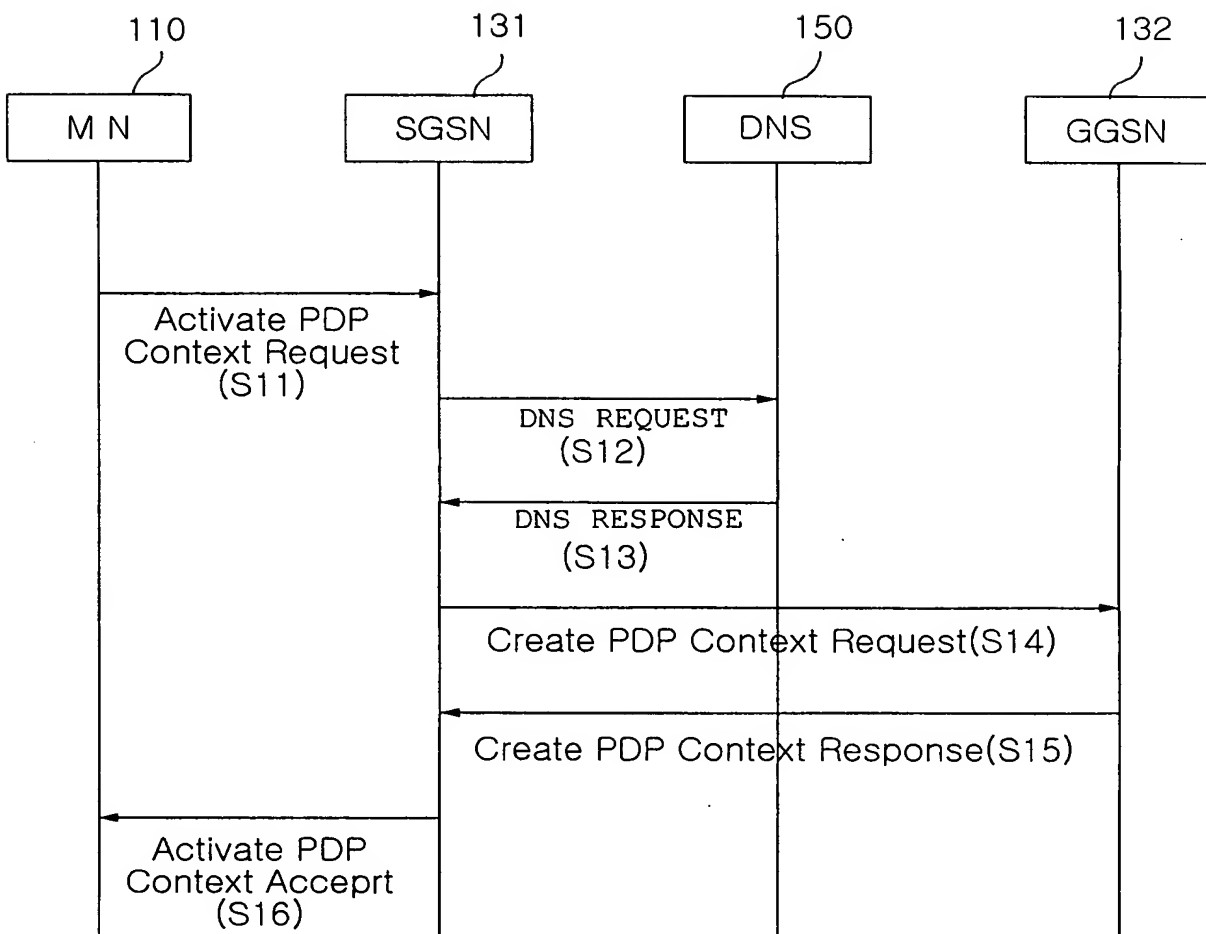 110
131
150
132
M N
SGSN
DNS
GGSN
Activate PDP
Context Request
(S11)
DNS REQUEST
(S12)
DNS RESPONSE
(S13)
Create PDP Context Request(S14)
Create PDP Context Response(S15)
Activate PDP
Context Acceprt
(S16)